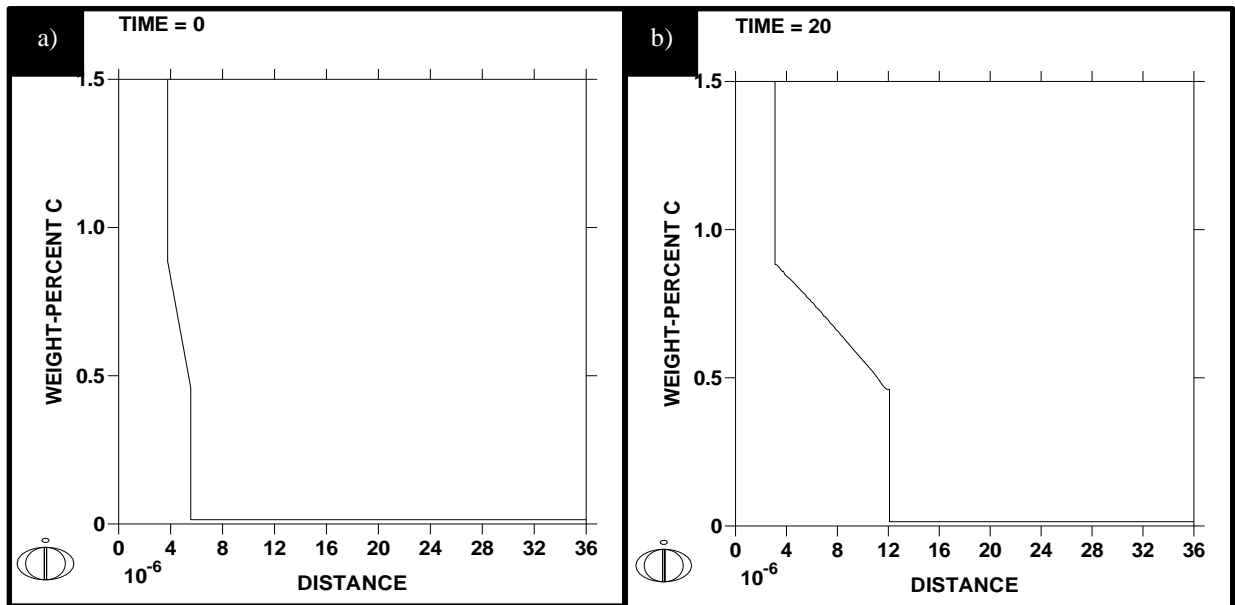 a)
TIME = 0
1.5
1.0
0.5
0
WEIGHT-PERCENT C
0 4 8 12 16 20 24 28 32 36
10-6
DISTANCE
b)
TIME = 20
1.5
1.0
0.5
0
WEIGHT-PERCENT C
0 4 8 12 16 20 24 28 32 36
10-6
DISTANCE